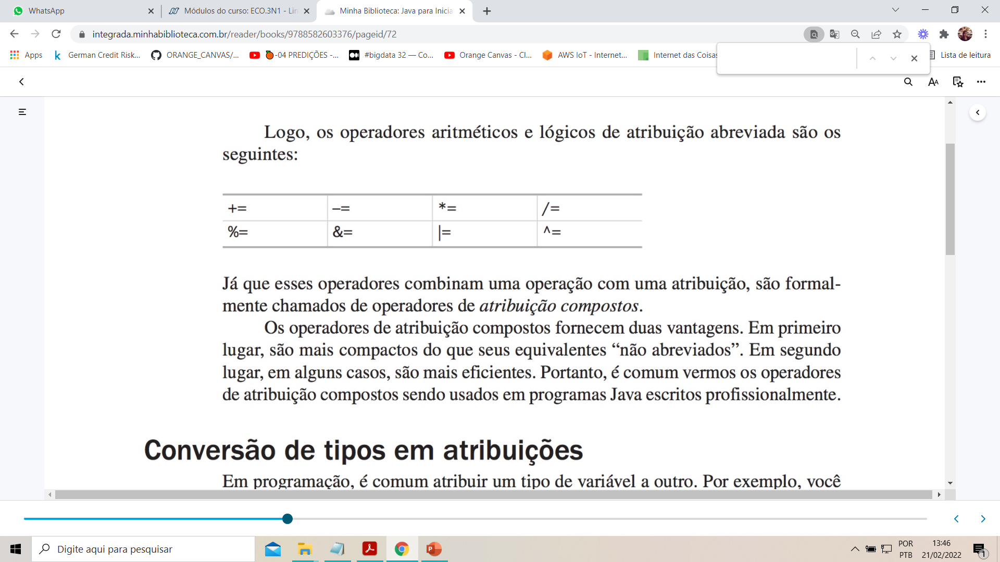 WhatsApp
Módulos do curso: ECO.3N1 - Lin
Minha Biblioteca: Java para Inicia
integrada.minhabiblioteca.com.br/reader/books/9788582603376/pageid/72
Apps
German Credit Risk...
ORANGE_CANVAS/...
-04 PREDIÇÕES -...
#bigdata 32 — Co...
Orange Canvas - Cl...
AWS IoT - Internet...
Internet das Coisas
Lista de leitura
Logo, os operadores aritméticos e lógicos de atribuição abreviada são os
seguintes:
+= –= *= /=
%= &= |= ^=
Já que esses operadores combinam uma operação com uma atribuição, são formal-
mente chamados de operadores de atribuição compostos.
Os operadores de atribuição compostos fornecem duas vantagens. Em primeiro
lugar, são mais compactos do que seus equivalentes “não abreviados”. Em segundo
lugar, em alguns casos, são mais eficientes. Portanto, é comum vermos os operadores
de atribuição compostos sendo usados em programas Java escritos profissionalmente.
Conversão de tipos em atribuições
Em programação, é comum atribuir um tipo de variável a outro. Por exemplo, você
Digite aqui para pesquisar
POR
PTB
13:46
21/02/2022
1